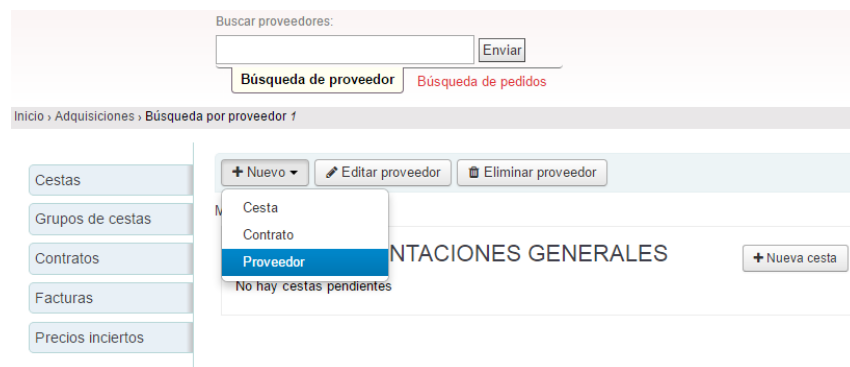 Buscar proveedores:
Enviar
Búsqueda de proveedor Búsqueda de pedidos
Inicio › Adquisiciones › Búsqueda por proveedor 1
+ Nuevo Editar proveedor Eliminar proveedor
Cestas
Grupos de cestas
Contratos
Facturas
Precios inciertos
Cesta
Contrato
Proveedor
NTACIONES GENERALES
+ Nueva cesta
No hay cestas pendientes